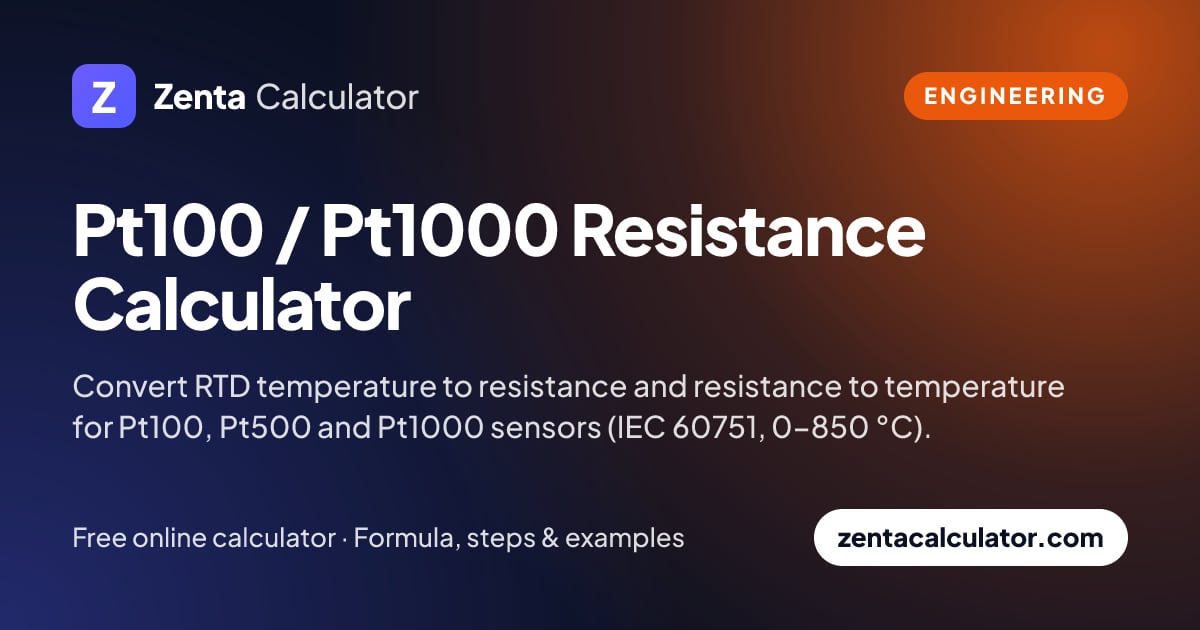 Z
Zenta Calculator
ENGINEERING
Pt100 / Pt1000 Resistance
Calculator
Convert RTD temperature to resistance and resistance to temperature
for Pt100, Pt500 and Pt1000 sensors (IEC 60751, 0–850 °C).
Free online calculator · Formula, steps & examples
zentacalculator.com